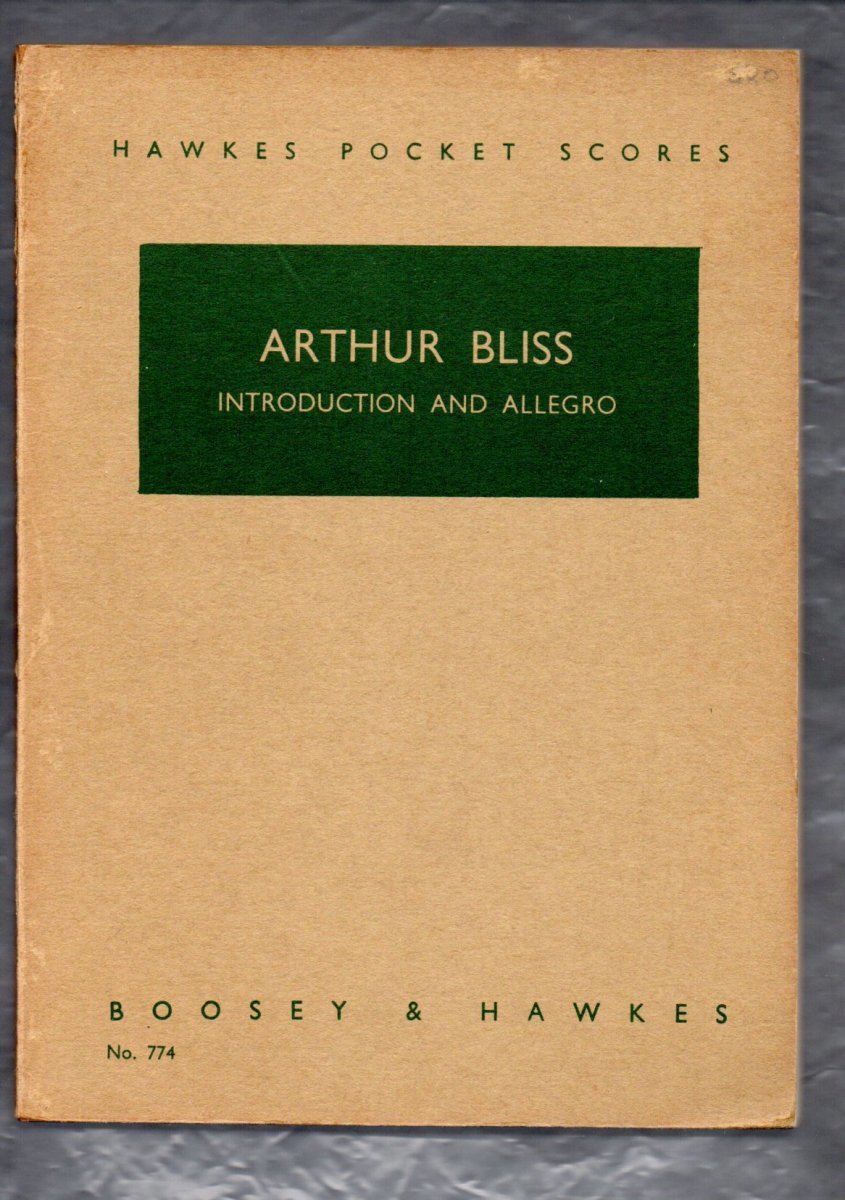 HAWKES POCKET SCORES
ARTHUR BLISS
INTRODUCTION AND ALLEGRO
BOOSEY & HAWKES
No. 774